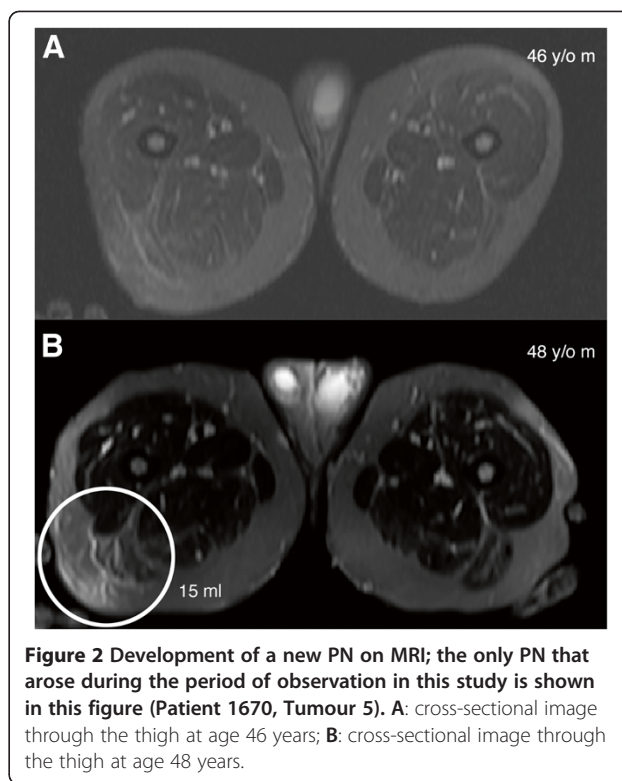 A
46 y/o m
B
48 y/o m
15 ml
Figure 2 Development of a new PN on MRI; the only PN that
arose during the period of observation in this study is shown
in this figure (Patient 1670, Tumour 5). A: cross-sectional image
through the thigh at age 46 years; B: cross-sectional image through
the thigh at age 48 years.